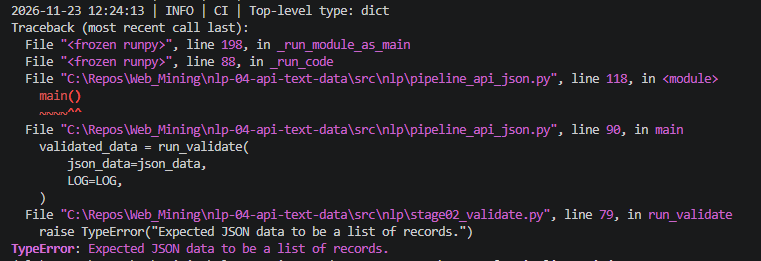 2026-11-23 12:24:13 | INFO | CI | Top-level type: dict
Traceback (most recent call last):
  File "<frozen runpy>", line 198, in _run_module_as_main
  File "<frozen runpy>", line 88, in _run_code
  File "C:\Repos\Web_Mining\nlp-04-api-text-data\src\nlp\pipeline_api_json.py", line 118, in <module>
    main()
    ~~~~^^
  File "C:\Repos\Web_Mining\nlp-04-api-text-data\src\nlp\pipeline_api_json.py", line 90, in main
    validated_data = run_validate(
        json_data=json_data,
        LOG=LOG,
    )
  File "C:\Repos\Web_Mining\nlp-04-api-text-data\src\nlp\stage02_validate.py", line 79, in run_validate
    raise TypeError("Expected JSON data to be a list of records.")
TypeError: Expected JSON data to be a list of records.